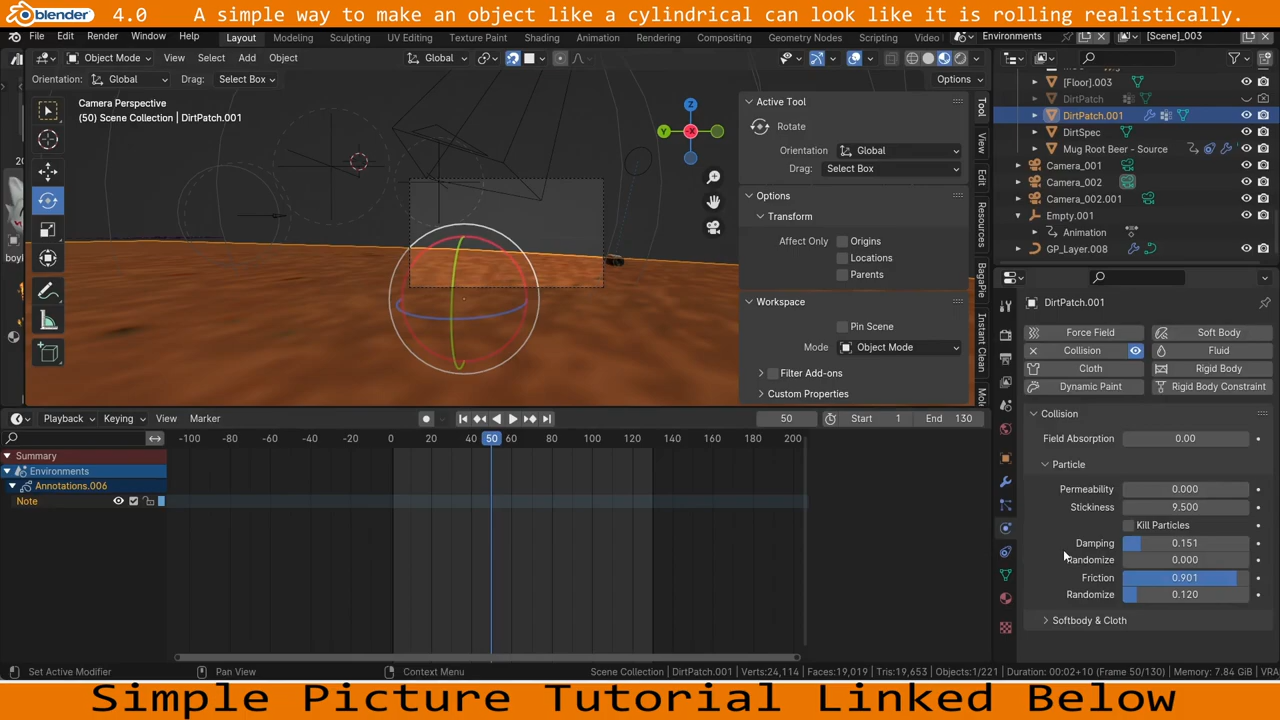 blender 4.0 A simple way to make an object like a cylindrical can look like it is rolling realistically.
File Edit Render Window Help Layout Modeling Sculpting UV Editing Texture Paint Shading Animation Rendering Compositing Geometry Nodes Scripting Video Environments [Scene]_003
Object Mode View Select Add Object Global
Orientation: Global Drag: Select Box Options
Camera Perspective
(50) Scene Collection | DirtPatch.001
X
Y
Z
Active Tool
Rotate
Orientation Global
Drag: Select Box
Options
Transform
Affect Only Origins
Locations
Parents
Workspace
Pin Scene
Mode Object Mode
Filter Add-ons
Custom Properties
Tool
View
Edit
Resources
BagaPie
Instant Clean
[Floor].003
DirtPatch
DirtPatch.001
DirtSpec
Mug Root Beer - Source
Camera_001
Camera_002
Camera_002.001
Empty.001
Animation
GP_Layer.008
DirtPatch.001
Force Field Soft Body
Collision Fluid
Cloth Rigid Body
Dynamic Paint Rigid Body Constraint
Collision
Field Absorption 0.00
Particle
Permeability 0.000
Stickiness 9.500
Kill Particles
Damping 0.151
Randomize 0.000
Friction 0.901
Randomize 0.120
Softbody & Cloth
Playback Keying View Marker 50 Start 1 End 130
-100 -80 -60 -40 -20 0 20 40 50 60 80 100 120 140 160 180 200
Summary
Environments
Annotations.006
Note
Set Active Modifier Pan View Context Menu Scene Collection | DirtPatch.001 | Verts:24,114 | Faces:19,019 | Tris:19,653 | Objects:1/221 | Duration: 00:02+10 (Frame 50/130) | Memory: 7.84 GiB | VRA
Simple Picture Tutorial Linked Below